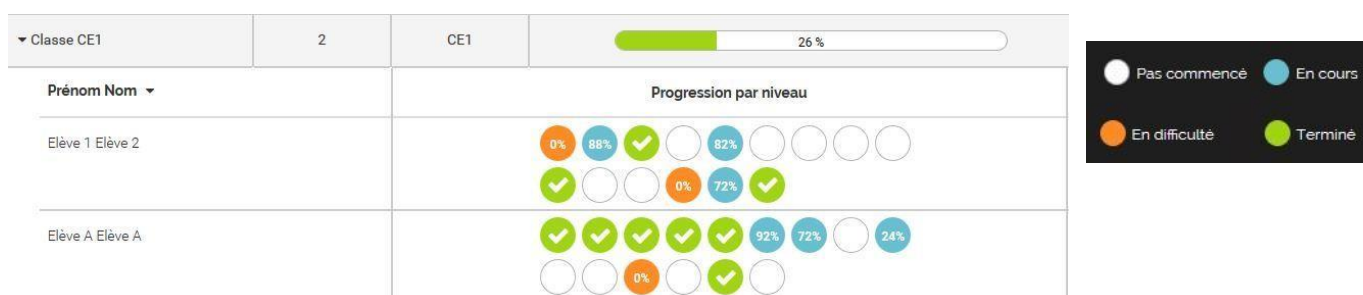 Classe CE1 2 CE1 26 %
Prénom Nom Progression par niveau
Elève 1 Elève 2
0% 88% 82%
0% 72%
Elève A Elève A
92% 72% 24%
0%
Pas commencé En cours
En difficulté Terminé